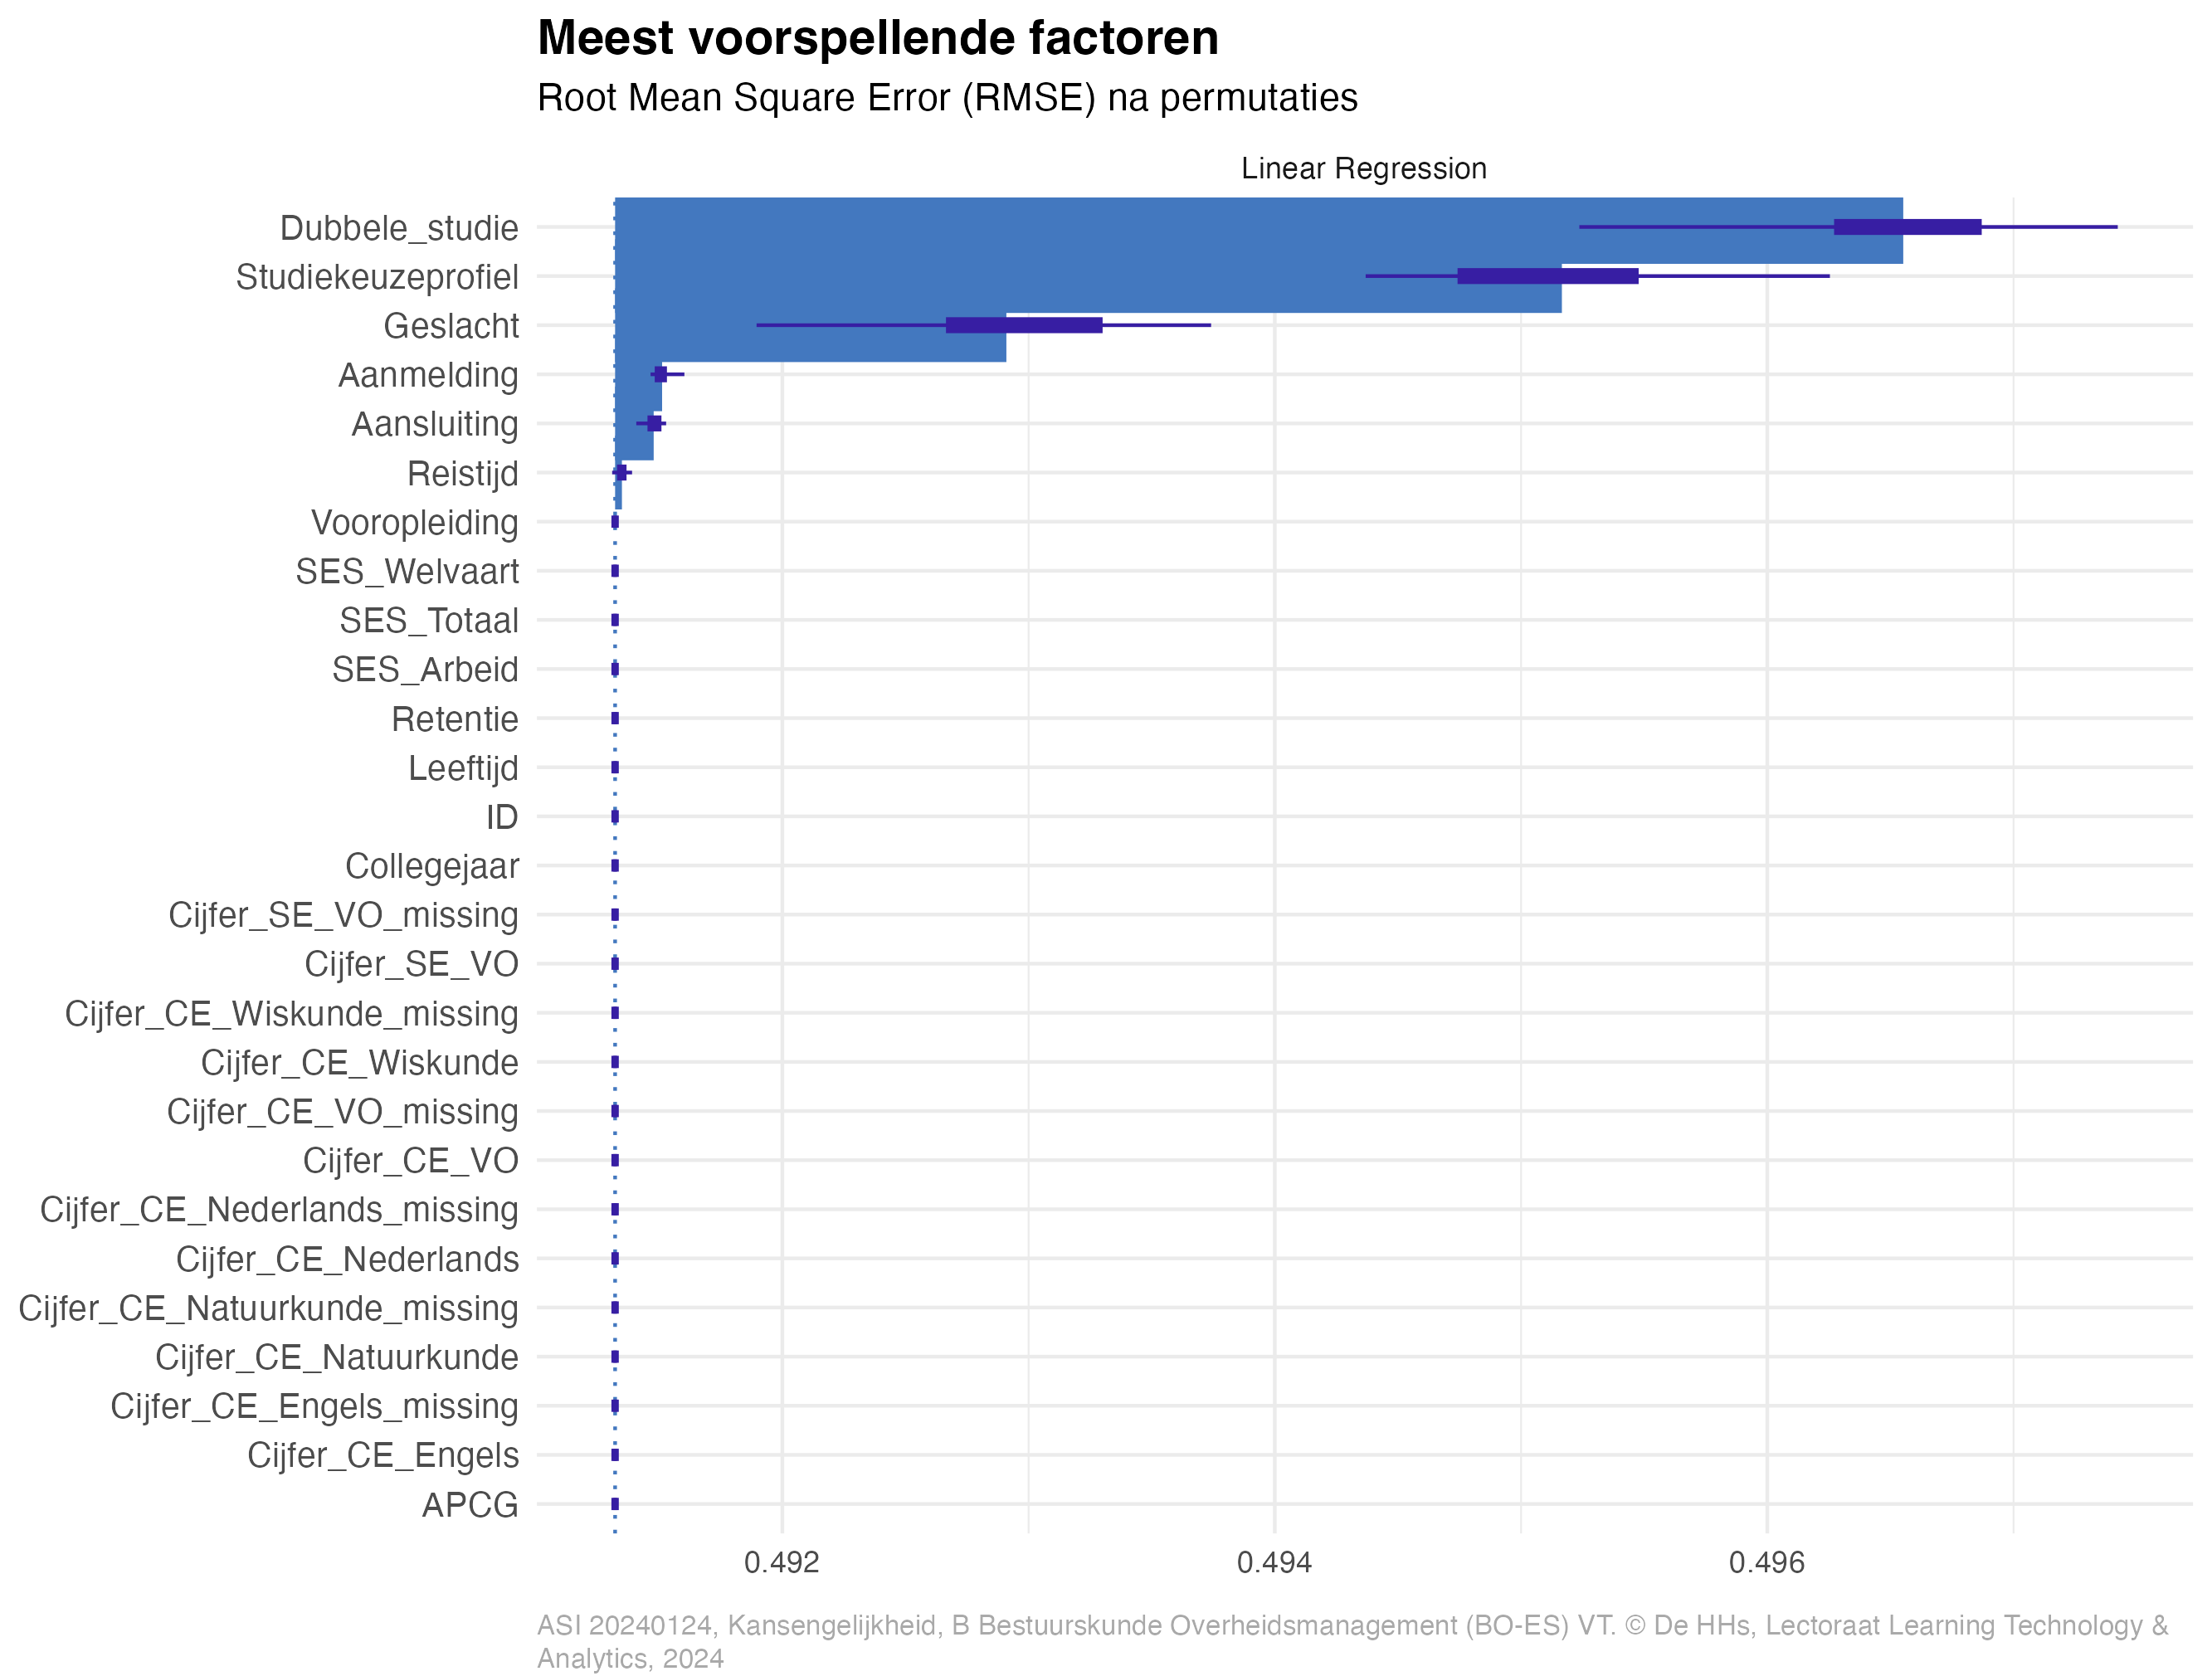 Meest voorspellende factoren
Root Mean Square Error (RMSE) na permutaties
Linear Regression
Dubbele_studie
Studiekeuzeprofiel
Geslacht
Aanmelding
Aansluiting
Reistijd
Vooropleiding
SES_Welvaart
SES_Totaal
SES_Arbeid
Retentie
Leeftijd
ID
Collegejaar
Cijfer_SE_VO_missing
Cijfer_SE_VO
Cijfer_CE_Wiskunde_missing
Cijfer_CE_Wiskunde
Cijfer_CE_VO_missing
Cijfer_CE_VO
Cijfer_CE_Nederlands_missing
Cijfer_CE_Nederlands
Cijfer_CE_Natuurkunde_missing
Cijfer_CE_Natuurkunde
Cijfer_CE_Engels_missing
Cijfer_CE_Engels
APCG
0.492 0.494 0.496
ASI 20240124, Kansengelijkheid, B Bestuurskunde Overheidsmanagement (BO-ES) VT. © De HHs, Lectoraat Learning Technology &
Analytics, 2024